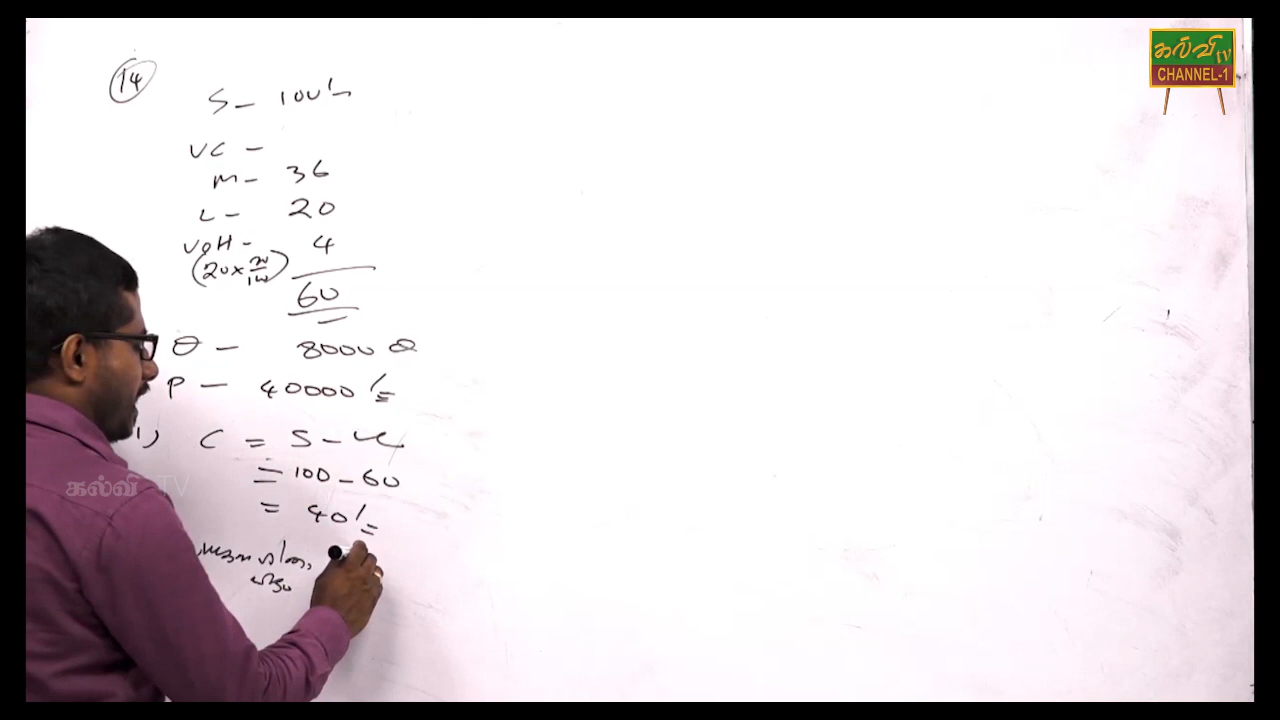 14
S - 100/=
VC -
M - 36
L - 20
VOH - 4
(20 × 20/100)
60
Q - 8000 Q
P - 40000/=
1) C = S - VC
= 100 - 60
= 40/=
கல்வி TV
CHANNEL-1
கல்வி TV